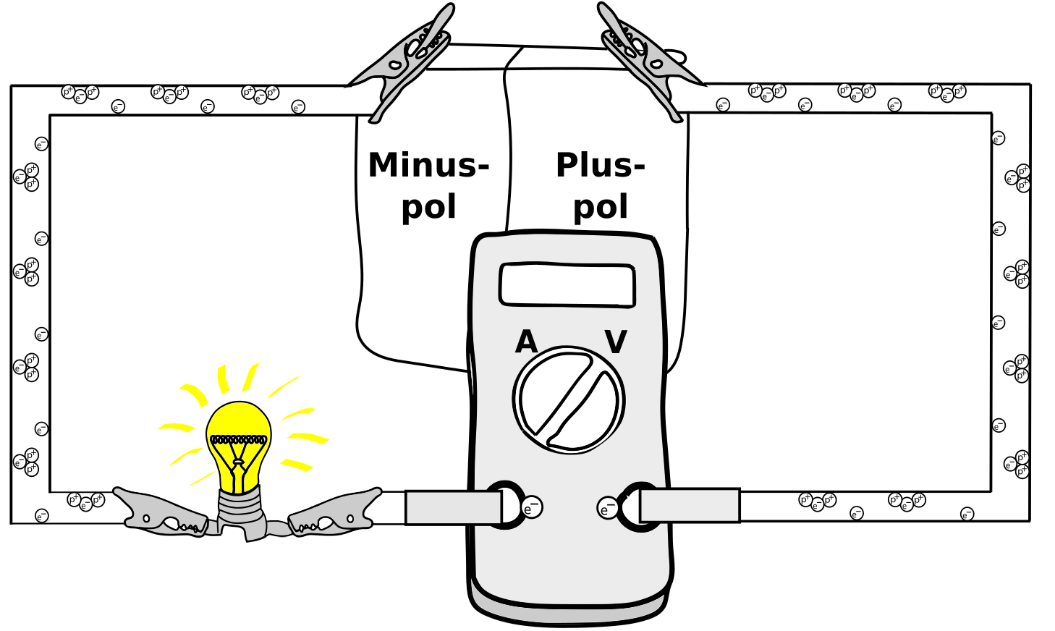 p⁺ e⁻ p⁺ p⁺ e⁻ p⁺ p⁺ e⁻ p⁺ p⁺ e⁻ p⁺ p⁺ e⁻ p⁺ p⁺ e⁻ p⁺
e⁻ e⁻ e⁻ e⁻ e⁻ e⁻
e⁻ e⁻
Minus- Plus-
e⁻ p⁺ p⁺ e⁻ p⁺ p⁺
pol pol
e⁻ e⁻
e⁻ p⁺ p⁺ e⁻ p⁺ p⁺
e⁻ e⁻
A V
e⁻ p⁺ p⁺ e⁻ p⁺ p⁺
e⁻ e⁻
e⁻ p⁺ p⁺ e⁻ p⁺ p⁺
p⁺ e⁻ p⁺ p⁺ e⁻ p⁺ p⁺ e⁻ p⁺
e⁻ e⁻ e⁻ e⁻ e⁻